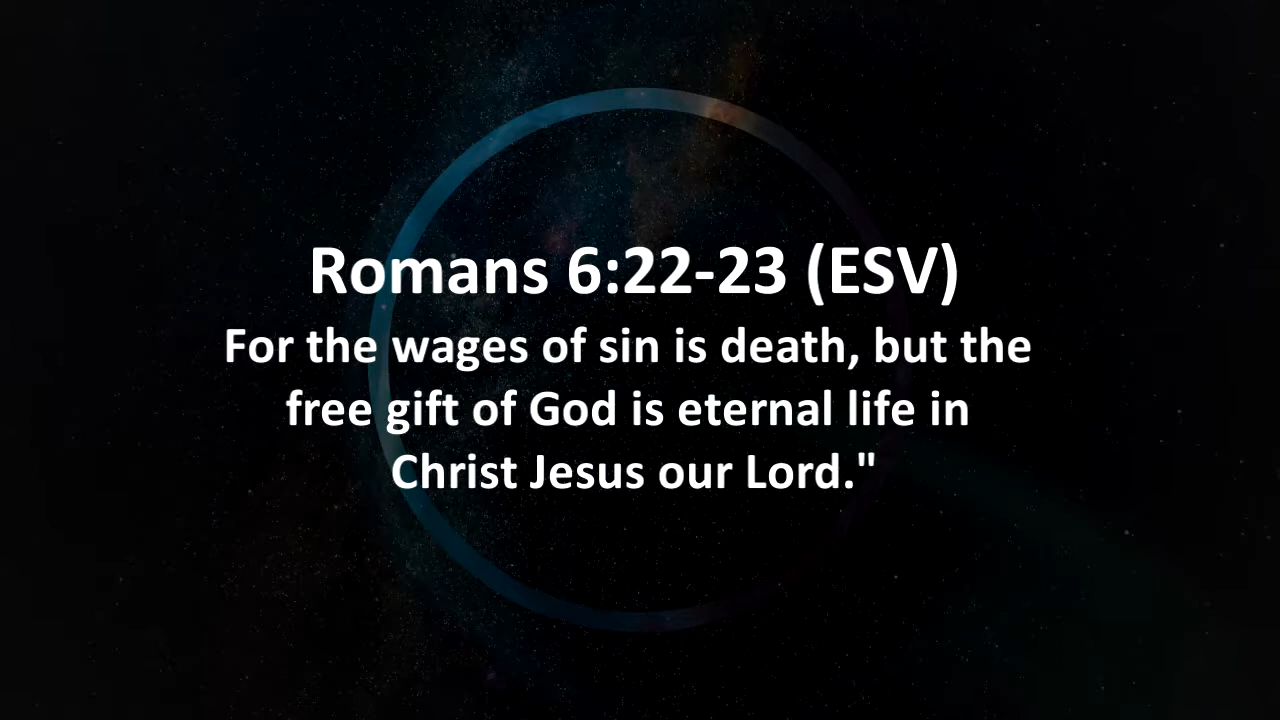 Romans 6:22-23 (ESV)
For the wages of sin is death, but the
free gift of God is eternal life in
Christ Jesus our Lord."